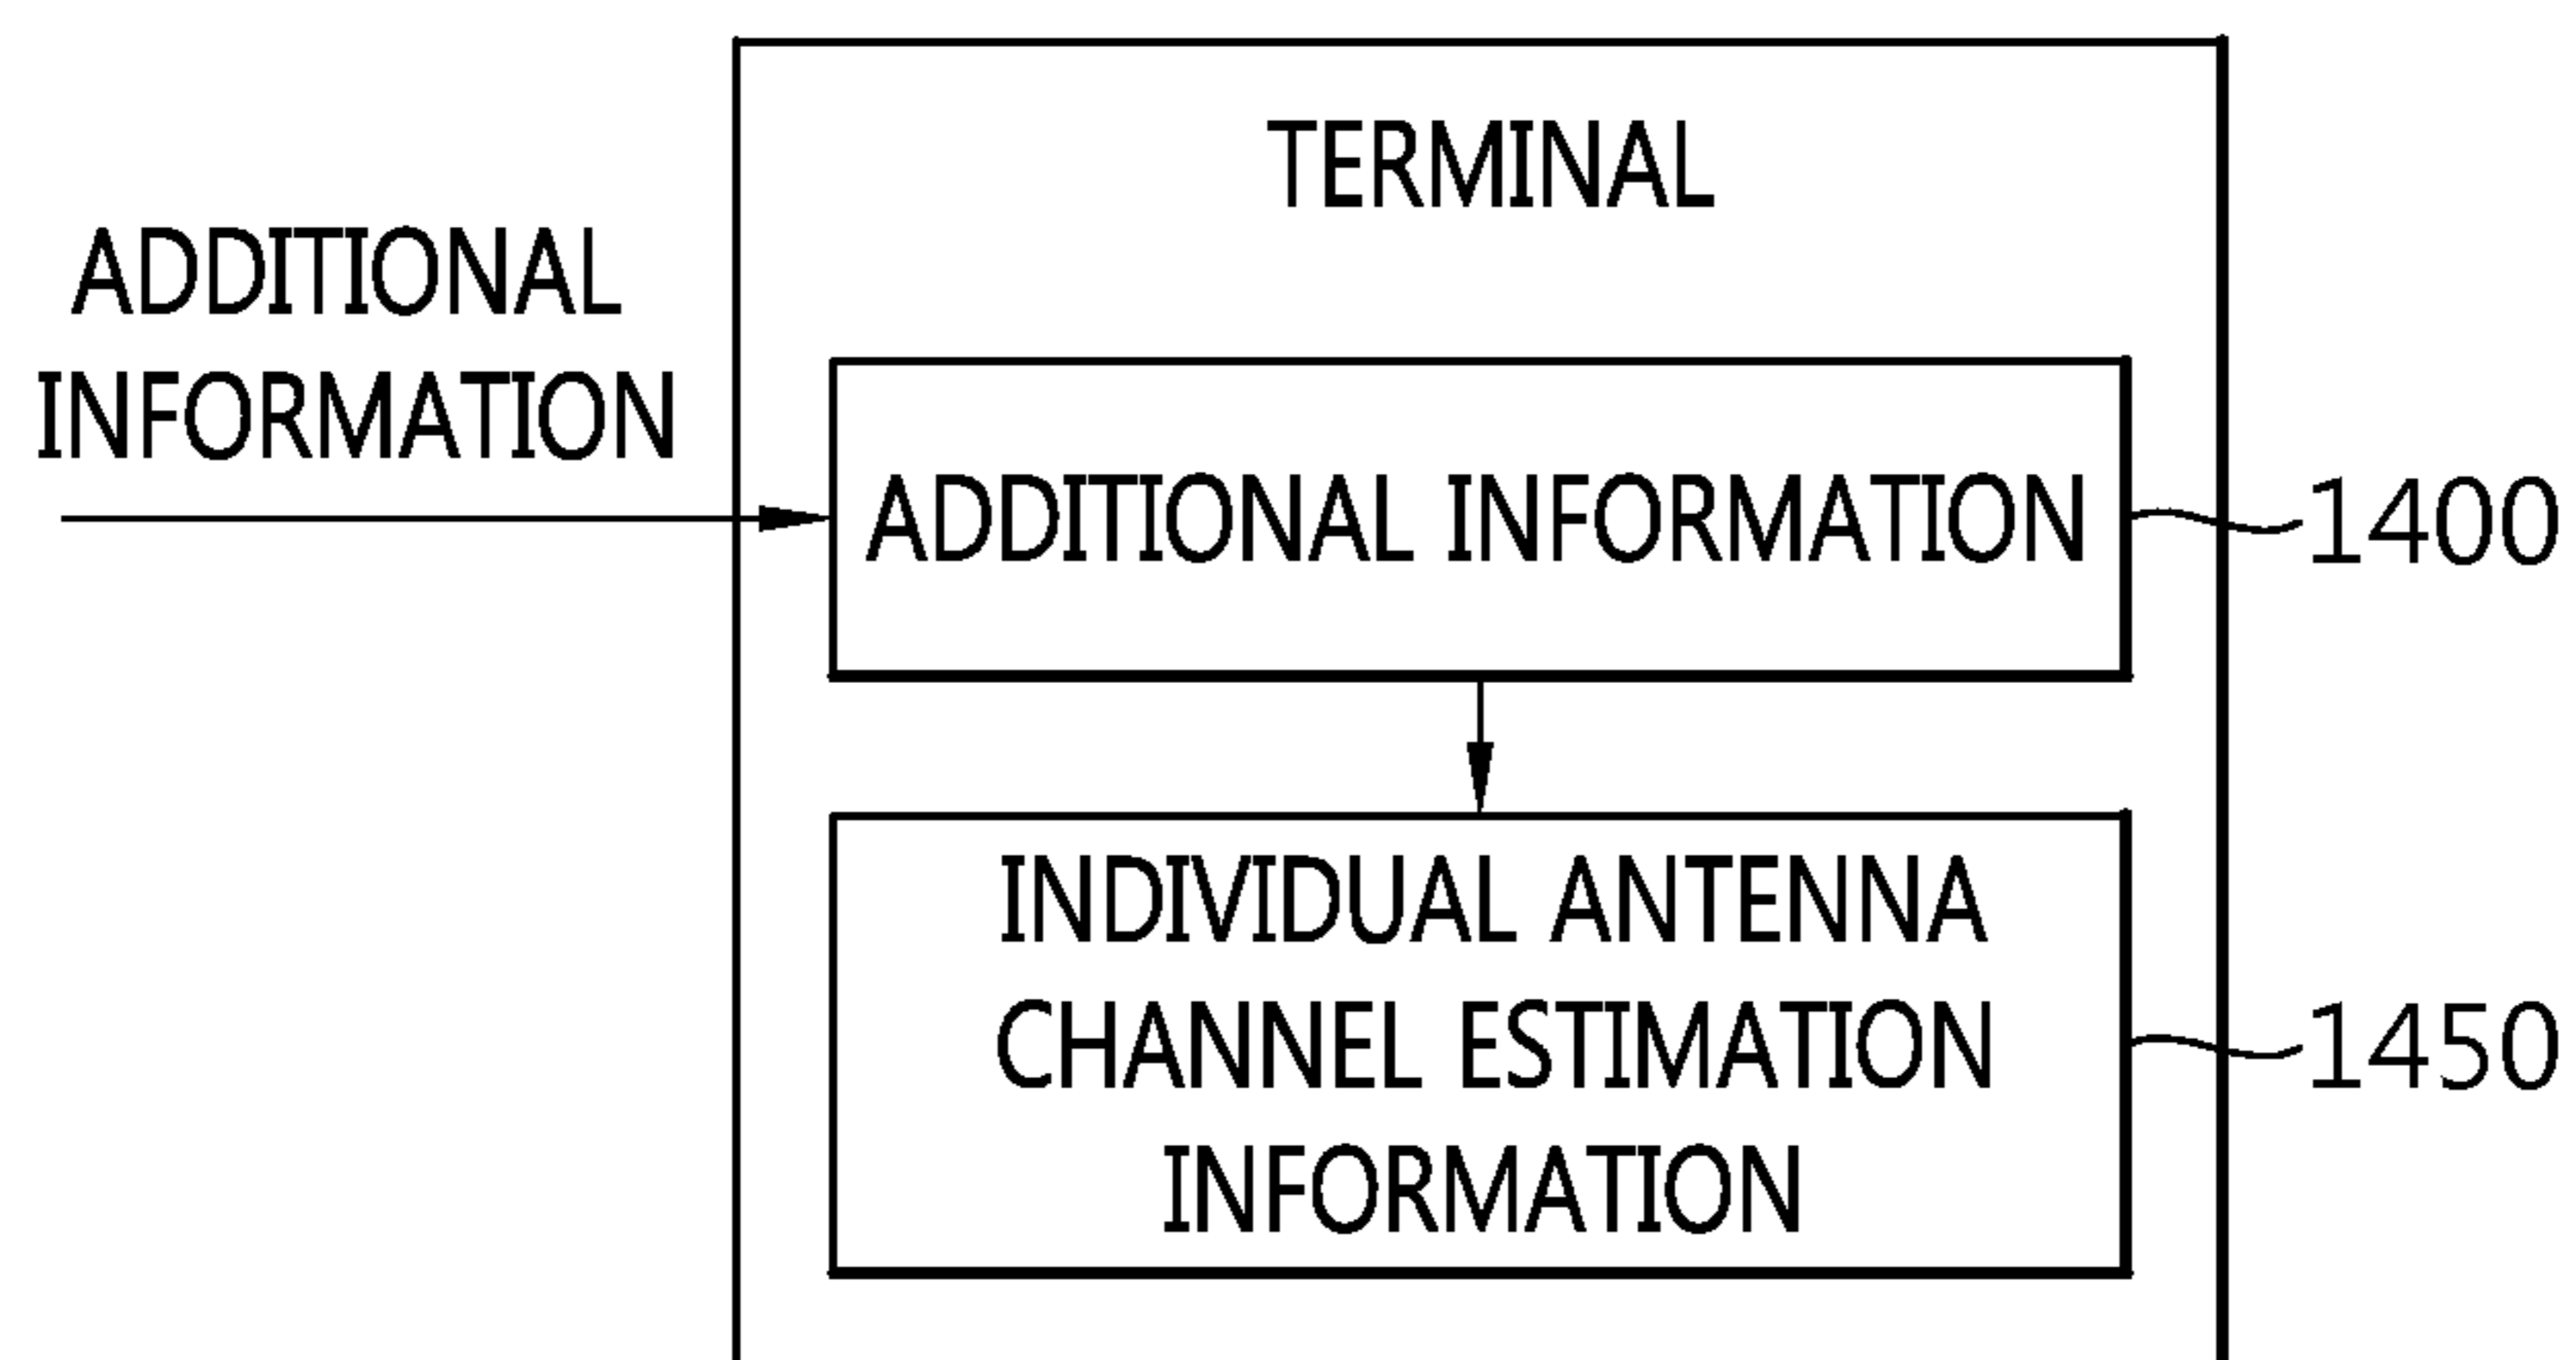 TERMINAL
ADDITIONAL
INFORMATION
ADDITIONAL INFORMATION
1400
INDIVIDUAL ANTENNA
CHANNEL ESTIMATION
INFORMATION
1450